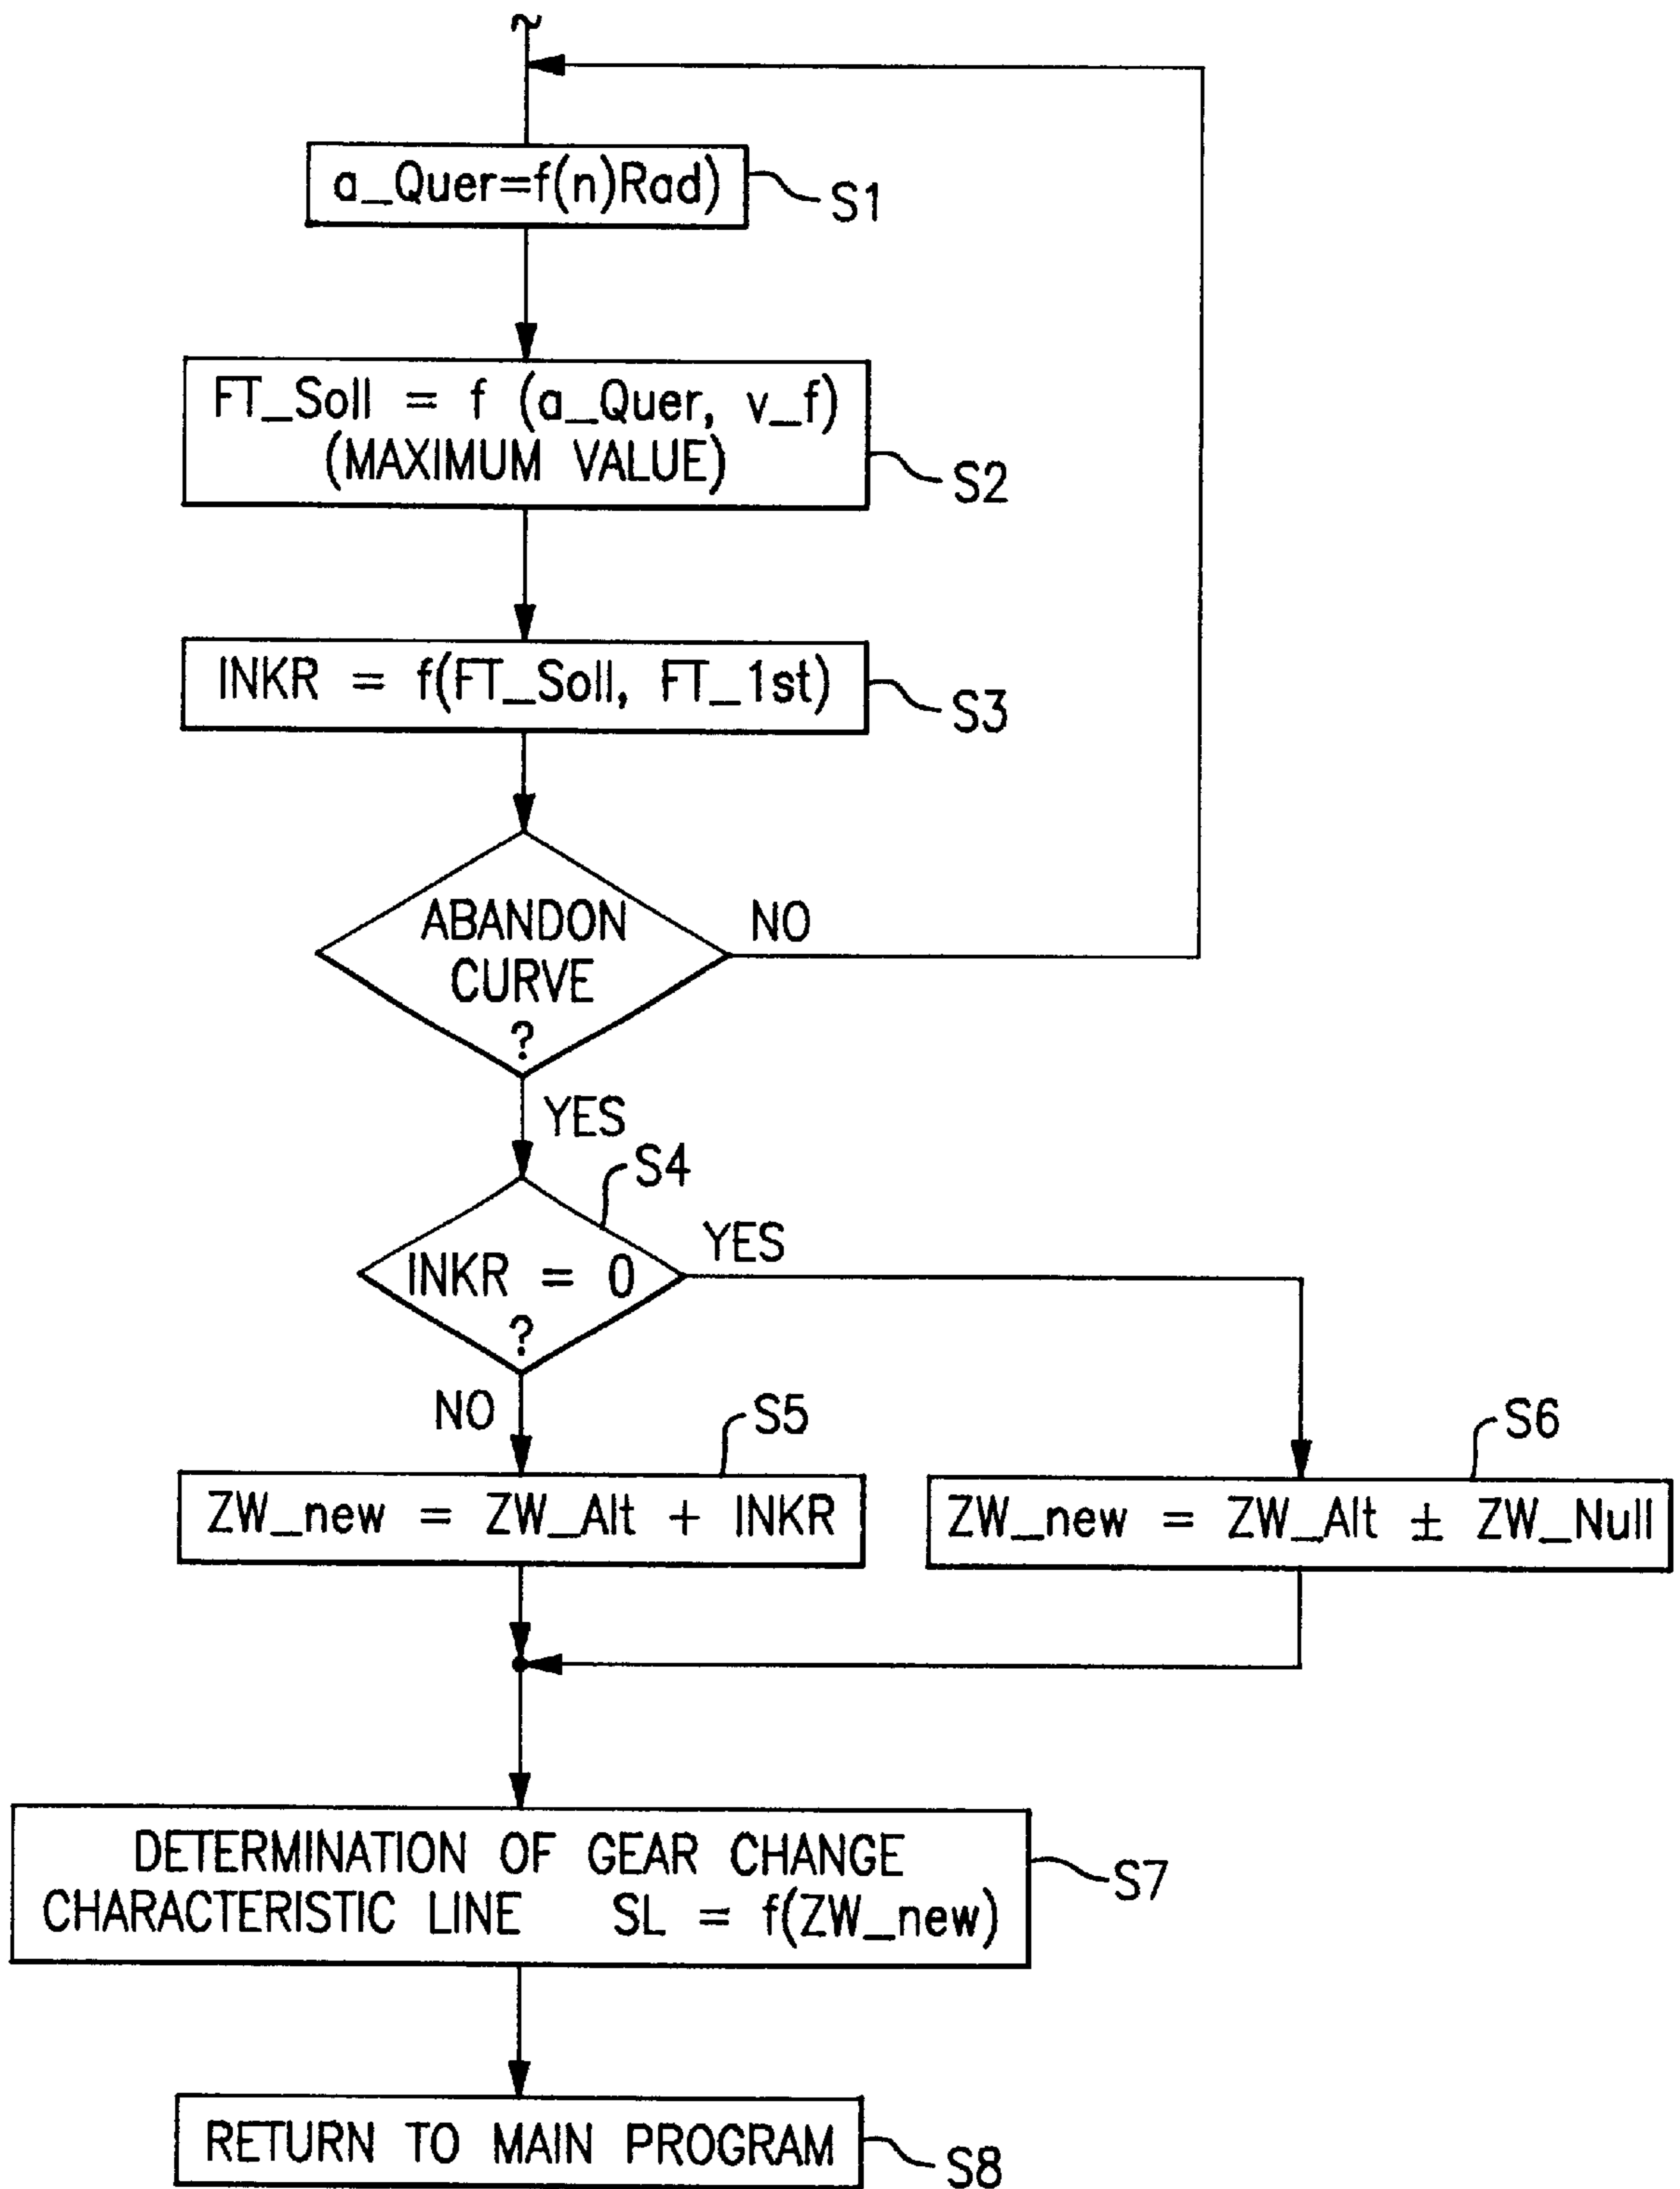 a_Quer=f(n)Rad)
S1
FT_Soll = f (a_Quer, v_f)
(MAXIMUM VALUE)
S2
INKR = f(FT_Soll, FT_1st)
S3
ABANDON
CURVE
?
NO
YES
S4
INKR = 0
?
YES
NO
S5
ZW_new = ZW_Alt + INKR
S6
ZW_new = ZW_Alt ± ZW_Null
DETERMINATION OF GEAR CHANGE
CHARACTERISTIC LINE SL = f(ZW_new)
S7
RETURN TO MAIN PROGRAM
S8